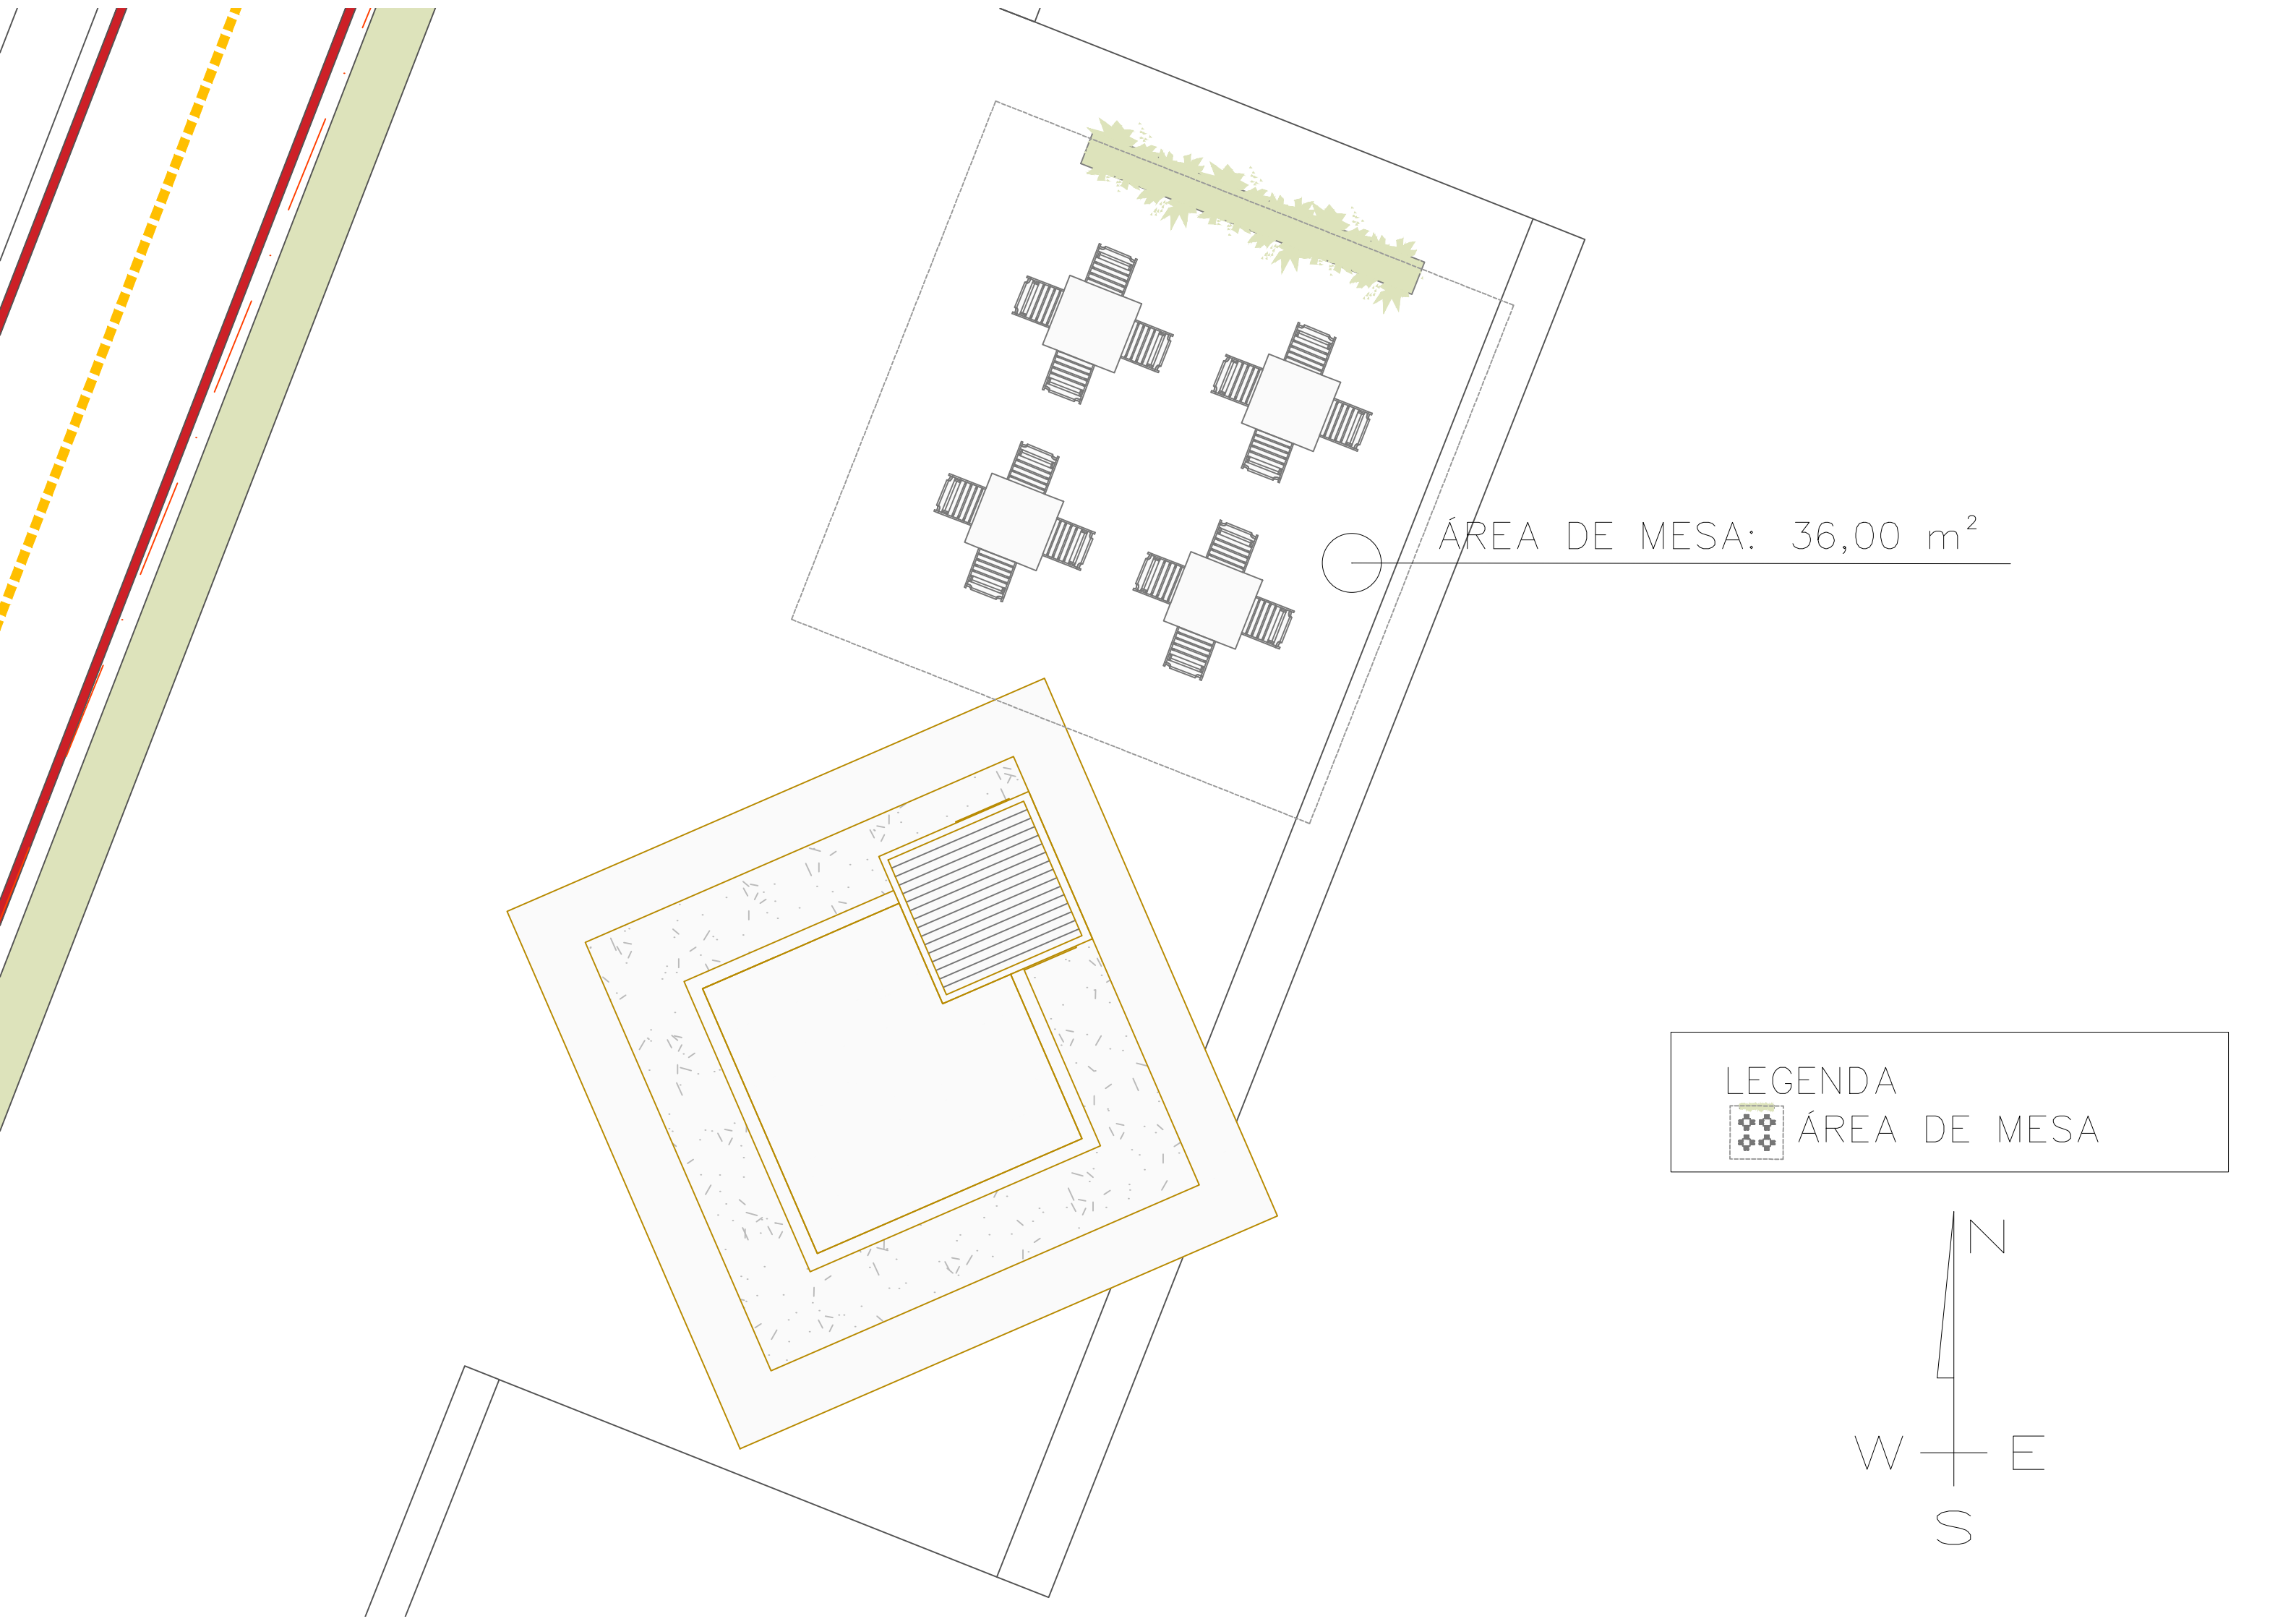 ÁREA DE MESA: 36,00 m²
LEGENDA
ÁREA DE MESA
N
W E
S